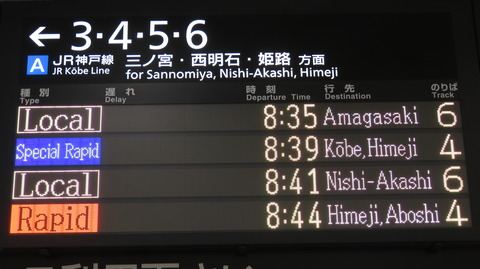 ← 3・4・5・6
A JR神戸線 三ノ宮・西明石・姫路 方面
JR Kōbe Line for Sannomiya, Nishi-Akashi, Himeji
種別 遅れ 時刻 行先 のりば
Type Delay Departure Time Destination Track
Local 8:35 Amagasaki 6
Special Rapid 8:39 Kōbe,Himeji 4
Local 8:41 Nishi-Akashi 6
Rapid 8:44 Himeji,Aboshi 4